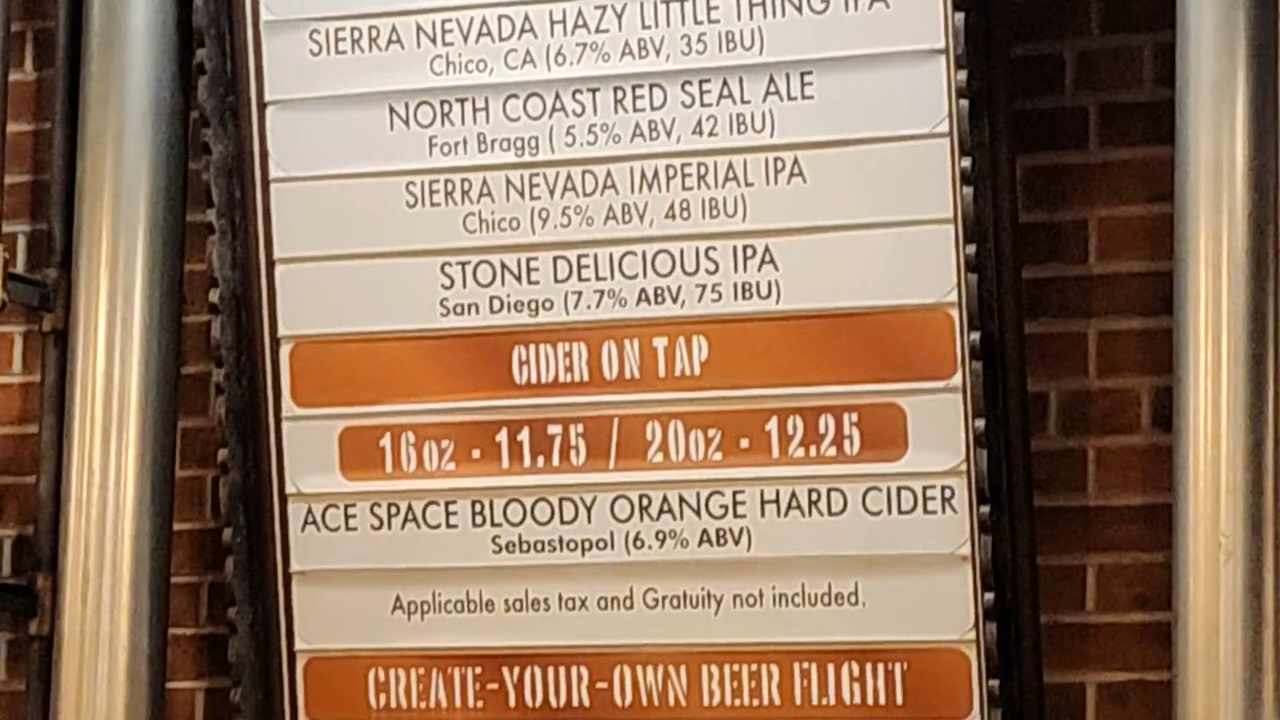 SIERRA NEVADA HAZY LITTLE THING IPA
Chico, CA (6.7% ABV, 35 IBU)
NORTH COAST RED SEAL ALE
Fort Bragg ( 5.5% ABV, 42 IBU)
SIERRA NEVADA IMPERIAL IPA
Chico (9.5% ABV, 48 IBU)
STONE DELICIOUS IPA
San Diego (7.7% ABV, 75 IBU)
CIDER ON TAP
16oz - 11.75 / 20oz - 12.25
ACE SPACE BLOODY ORANGE HARD CIDER
Sebastopol (6.9% ABV)
Applicable sales tax and Gratuity not included.
CREATE-YOUR-OWN BEER FLIGHT